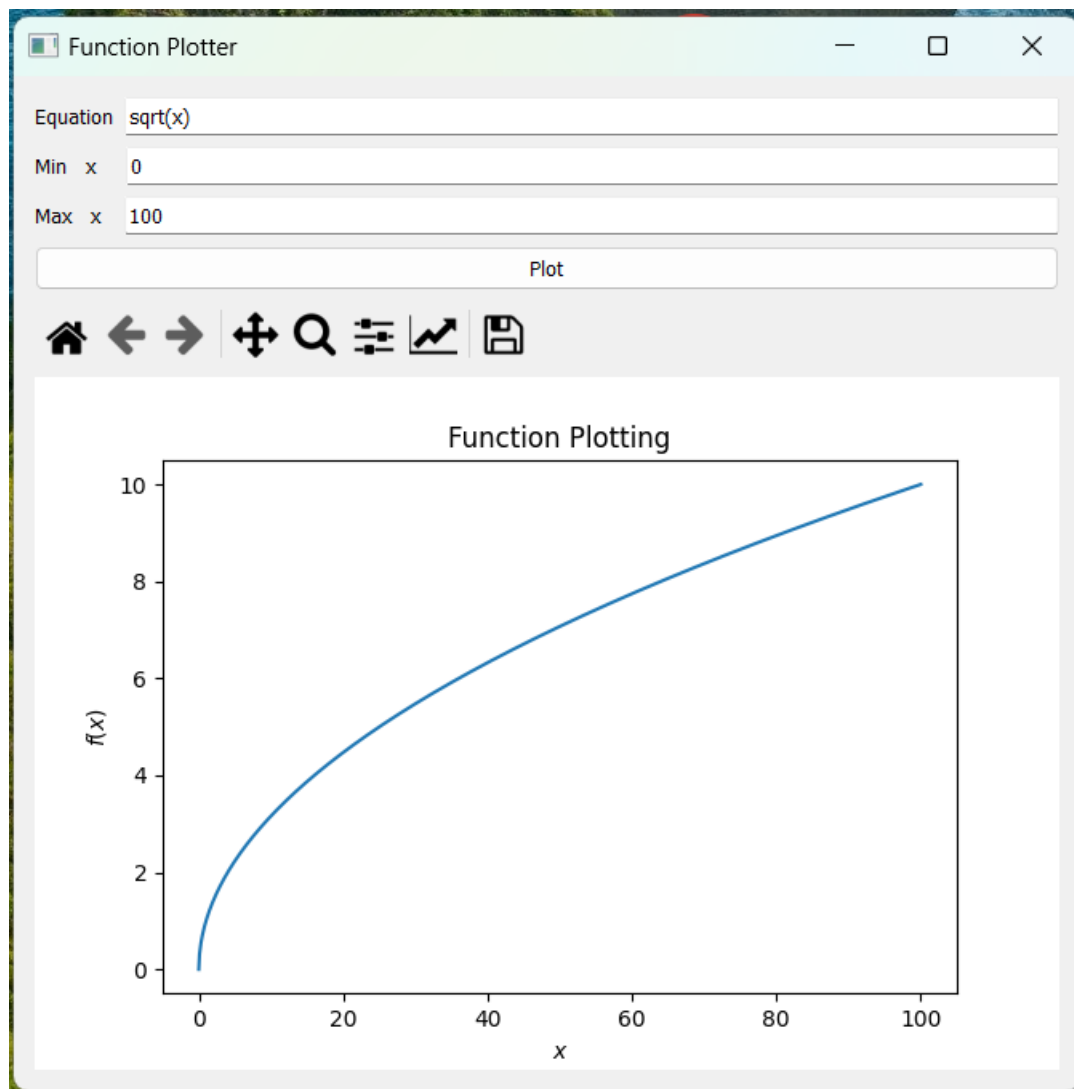 Function Plotter
Equation sqrt(x)
Min x 0
Max x 100
Plot
Function Plotting
10
8
6
4
2
0
f(x)
0 20 40 60 80 100
x